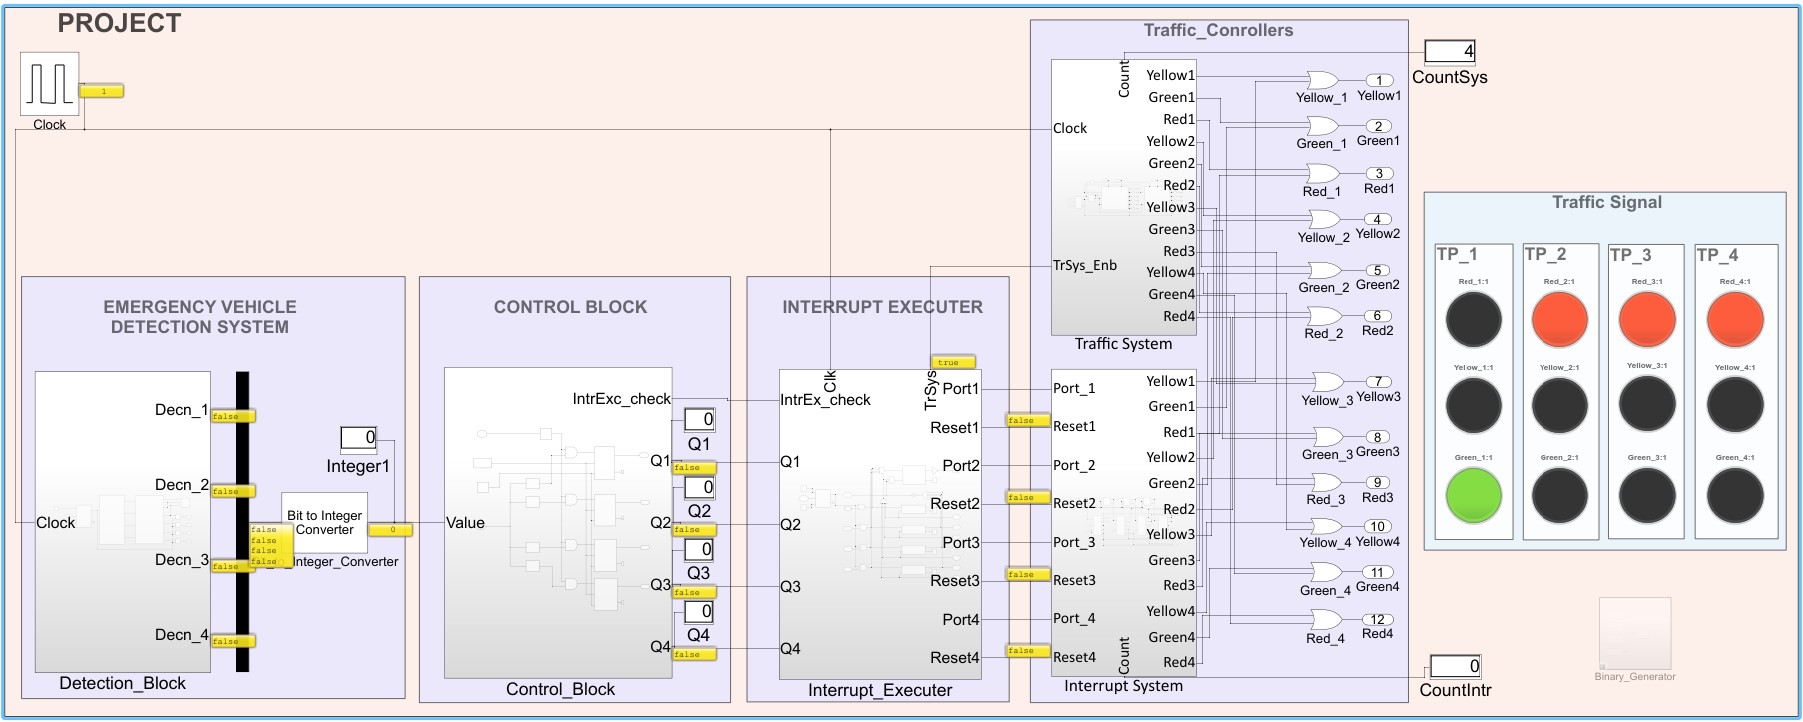 PROJECT
Clock
1
EMERGENCY VEHICLE
DETECTION SYSTEM
Clock
Decn_1
false
Decn_2
false
Decn_3
false
Decn_4
false
Detection_Block
false
false
false
false
Bit to Integer
Converter
_Integer_Converter
0
Integer1
0
CONTROL BLOCK
Value
IntrExc_check
0
Q1
Q1
false
0
Q2
Q2
false
0
Q3
Q3
false
0
Q4
Q4
false
Control_Block
INTERRUPT EXECUTER
true
Clk
TrSys
IntrEx_check
Q1
Q2
Q3
Q4
Port1
Reset1
Port2
Reset2
Port3
Reset3
Port4
Reset4
Interrupt_Executer
false
false
false
false
Traffic_Conrollers
Count
Clock
TrSys_Enb
Yellow1
Green1
Red1
Yellow2
Green2
Red2
Yellow3
Green3
Red3
Yellow4
Green4
Red4
Traffic System
Port_1
Reset1
Port_2
Reset2
Port_3
Reset3
Port_4
Reset4
Count
Yellow1
Green1
Red1
Yellow2
Green2
Red2
Yellow3
Green3
Red3
Yellow4
Green4
Red4
Interrupt System
Yellow_1
1
Yellow1
Green_1
2
Green1
Red_1
3
Red1
Yellow_2
4
Yellow2
Green_2
5
Green2
Red_2
6
Red2
Yellow_3
7
Yellow3
Green_3
8
Green3
Red_3
9
Red3
Yellow_4
10
Yellow4
Green_4
11
Green4
Red_4
12
Red4
4
CountSys
0
CountIntr
Traffic Signal
TP_1
TP_2
TP_3
TP_4
Red_1:1
Red_2:1
Red_3:1
Red_4:1
Yellow_1:1
Yellow_2:1
Yellow_3:1
Yellow_4:1
Green_1:1
Green_2:1
Green_3:1
Green_4:1
Binary_Generator